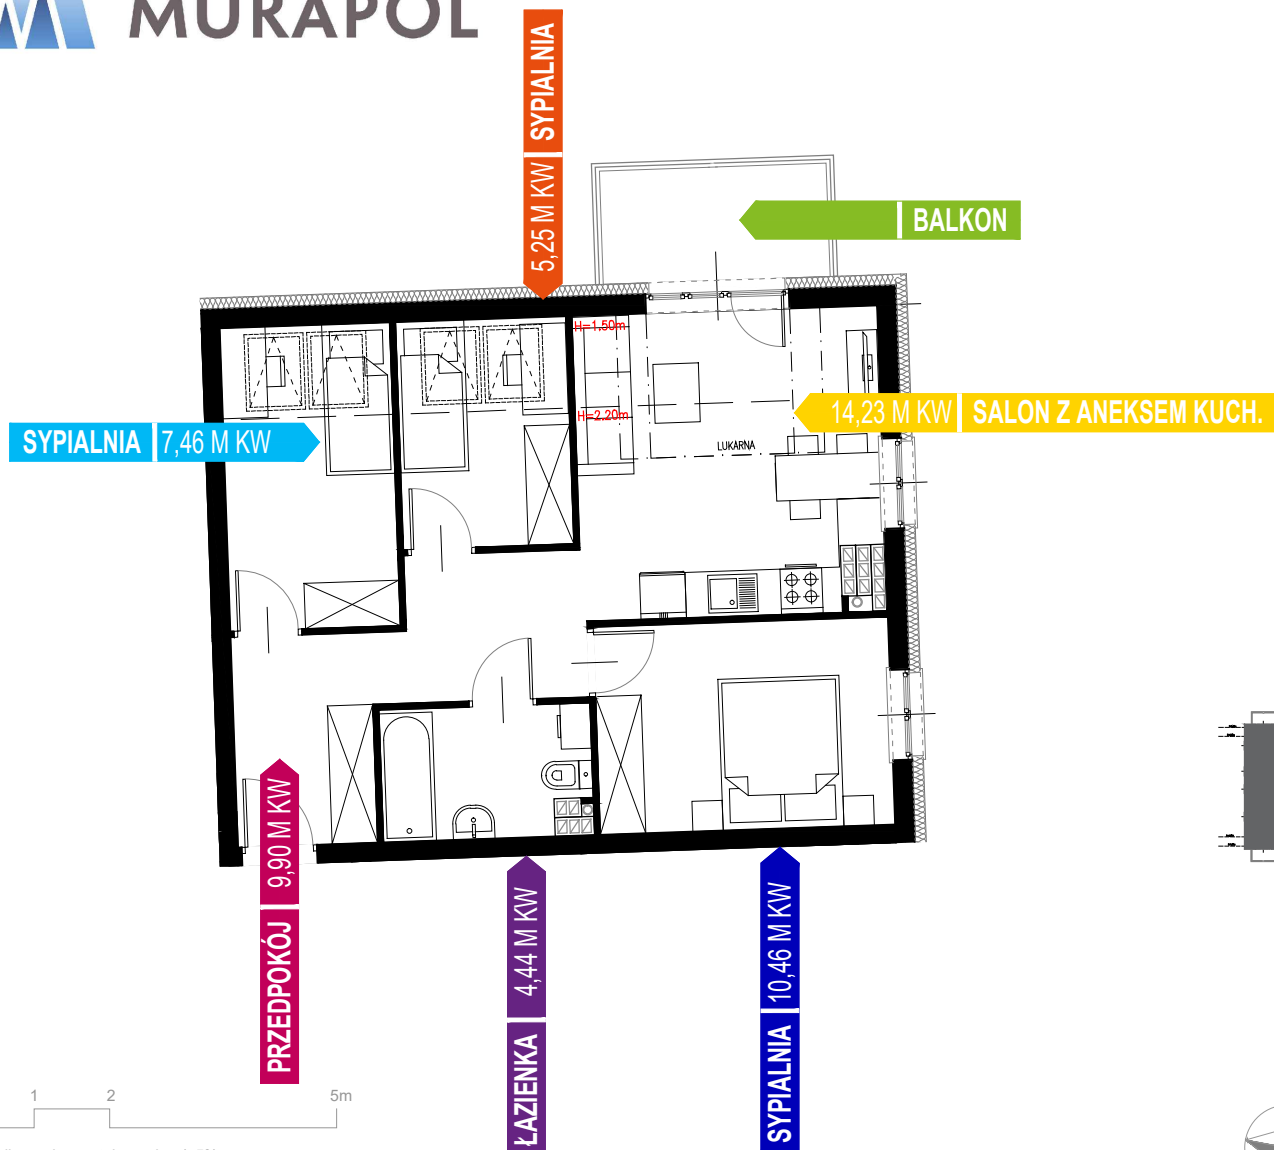 MURAPOL
5,25 M KW SYPIALNIA
BALKON
H=1.50m
H=2.20m
14,23 M KW SALON Z ANEKSEM KUCH.
SYPIALNIA 7,46 M KW
LUKARNA
PRZEDPOKÓJ 9,90 M KW
ŁAZIENKA 4,44 M KW
SYPIALNIA 10,46 M KW
1 2 5m